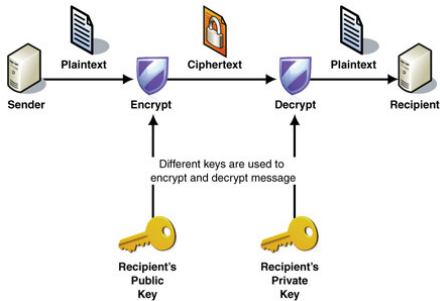 Plaintext
Ciphertext
Plaintext
Sender
Encrypt
Decrypt
Recipient
Different keys are used to
encrypt and decrypt message
Recipient's
Public
Key
Recipient's
Private
Key